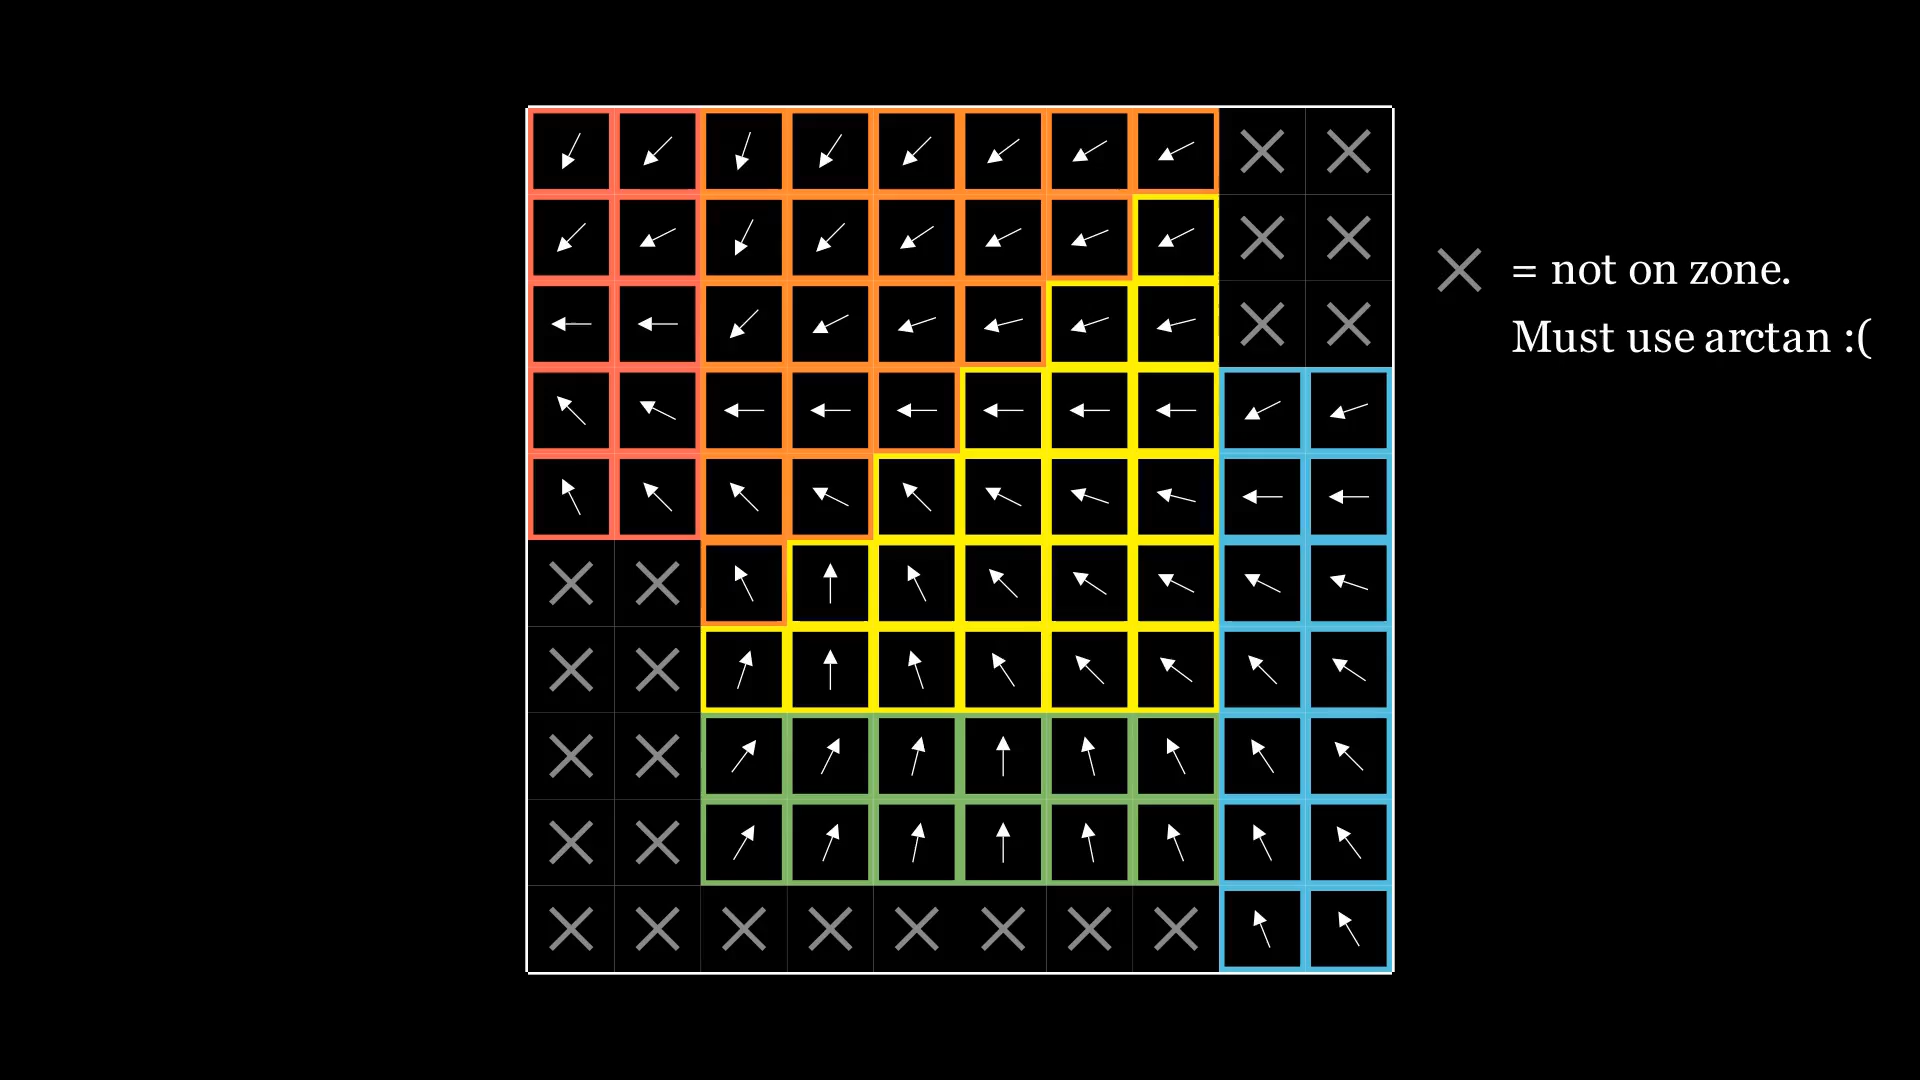 = not on zone.
Must use arctan :(